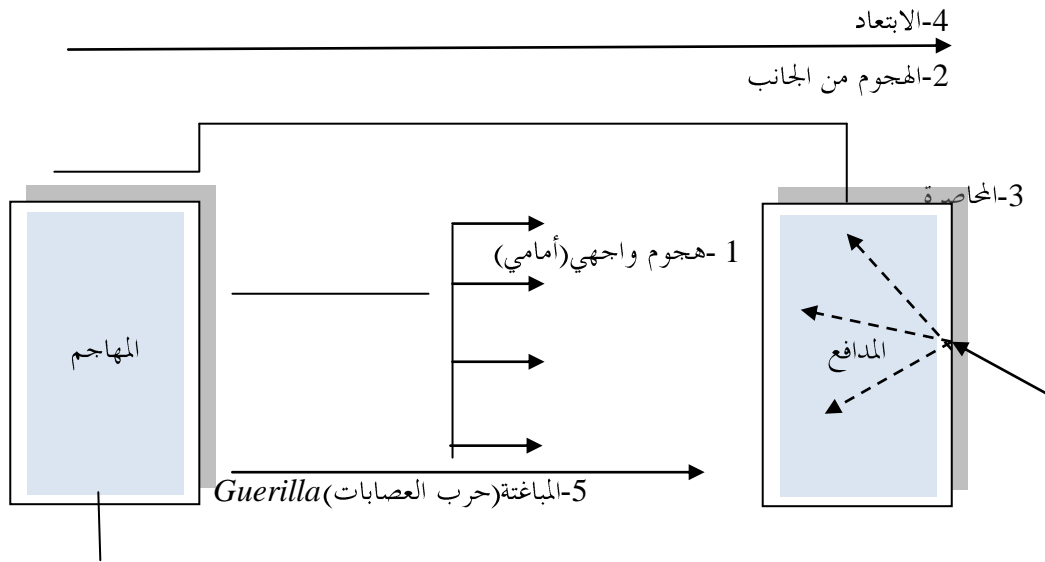 4-الابتعاد
2-الهجوم من الجانب
3-المحاصرة
1 -هجوم واجهي(أمامي)
المهاجم
المدافع
5-المباغتة(حرب العصابات)Guerilla